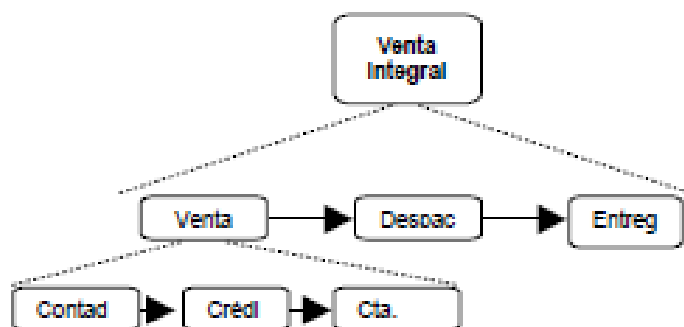 Venta
Integral
Venta
Despac
Entreg
Contad
Crédi
Cta.